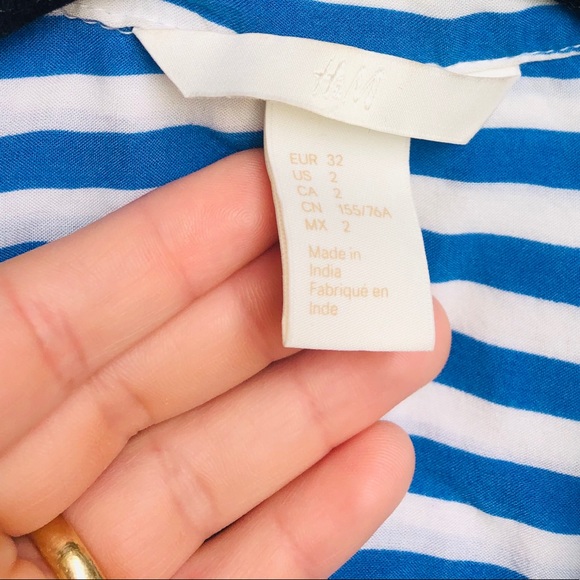 H&M
EUR 32
US 2
CA 2
CN 155/76A
MX 2
Made in
India
Fabriqué en
Inde